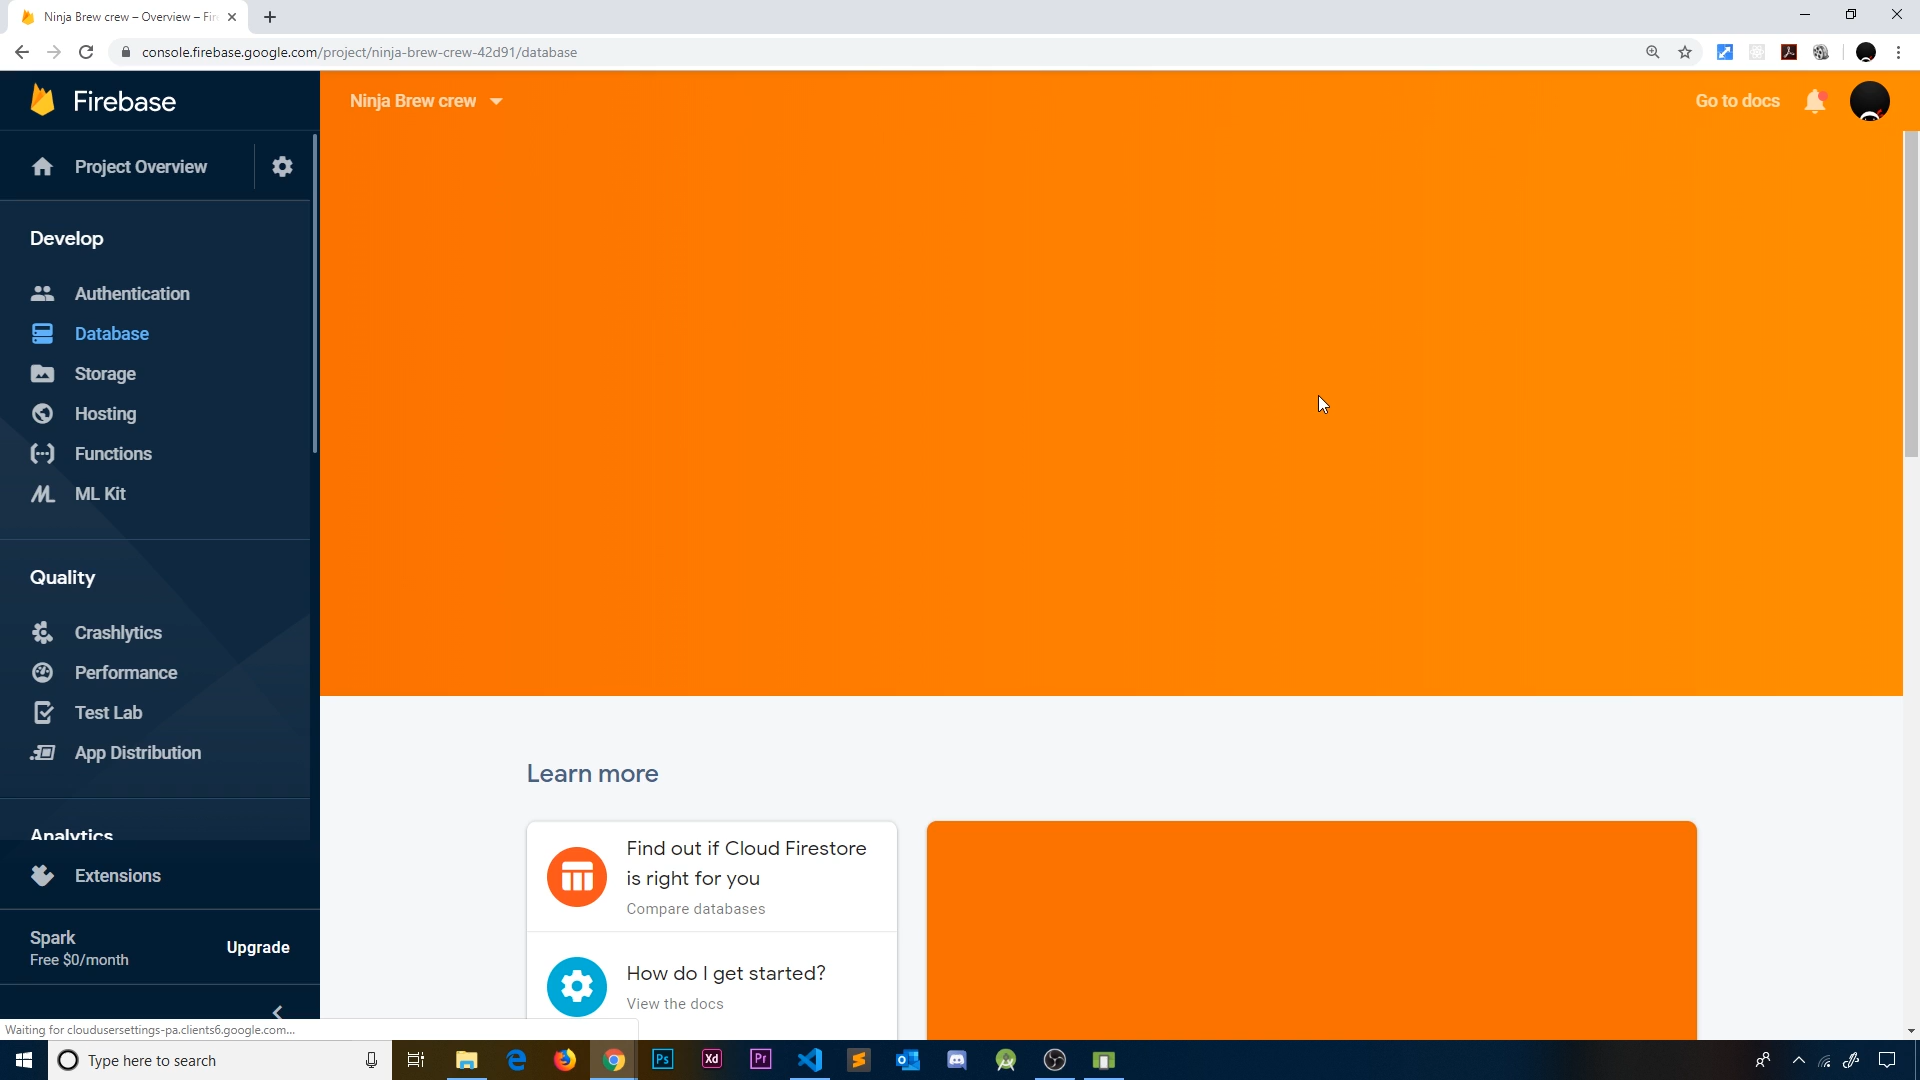 Ninja Brew crew – Overview – Fir
console.firebase.google.com/project/ninja-brew-crew-42d91/database
Firebase
Ninja Brew crew
Go to docs
Project Overview
Develop
Authentication
Database
Storage
Hosting
Functions
ML Kit
Quality
Crashlytics
Performance
Test Lab
App Distribution
Analytics
Extensions
Spark
Free $0/month
Upgrade
Learn more
Find out if Cloud Firestore
is right for you
Compare databases
How do I get started?
View the docs
Waiting for cloudusersettings-pa.clients6.google.com...
Type here to search
Ps
Xd
Pr